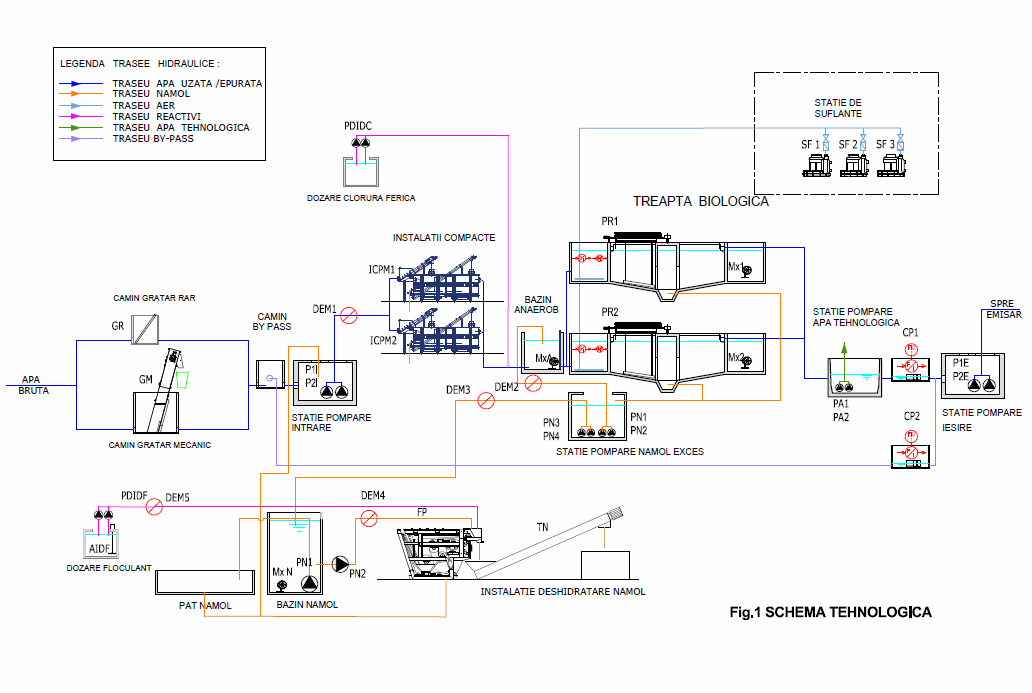 LEGENDA TRASEE HIDRAULICE :
TRASEU APA UZATA /EPURATA
TRASEU NAMOL
TRASEU AER
TRASEU REACTIVI
TRASEU APA TEHNOLOGICA
TRASEU BY-PASS
STATIE DE
SUFLANTE
SF 1 SF 2 SF 3
PDIDC
DOZARE CLORURA FERICA
TREAPTA BIOLOGICA
PR1
INSTALATII COMPACTE
ICPM1
Mx1
CAMIN GRATAR RAR
GR
CAMIN
BY PASS
DEM1
ICPM2
BAZIN
ANAEROB
PR2
STATIE POMPARE
APA TEHNOLOGICA
SPRE
EMISAR
CP1
MxA
Mx2
GM
APA
BRUTA
P1I
P2I
P1E
P2E
DEM3
DEM2
PA1
PA2
STATIE POMPARE
INTRARE
STATIE POMPARE
IESIRE
CAMIN GRATAR MECANIC
PN3
PN4
PN1
PN2
CP2
STATIE POMPARE NAMOL EXCES
PDIDF
DEM5
DEM4
FP
TN
AIDF
DOZARE FLOCULANT
PN1
Mx N
PN2
PAT NAMOL
BAZIN NAMOL
INSTALATIE DESHIDRATARE NAMOL
Fig.1 SCHEMA TEHNOLOGICA